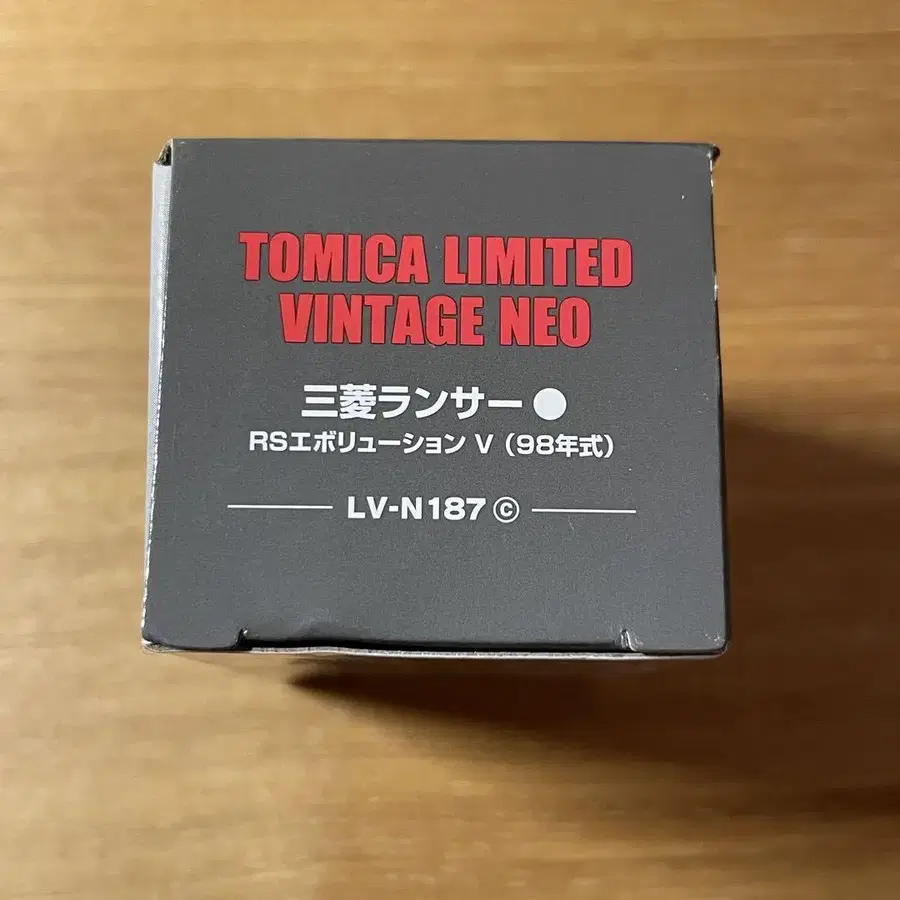 TOMICA LIMITED
VINTAGE NEO
三菱ランサー
RSエボリューション V（98年式）
LV-N187 ⓒ